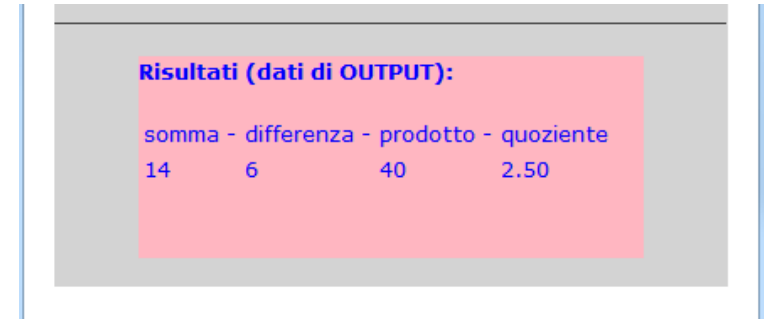 Risultati (dati di OUTPUT):
somma - differenza - prodotto - quoziente
14 6 40 2.50